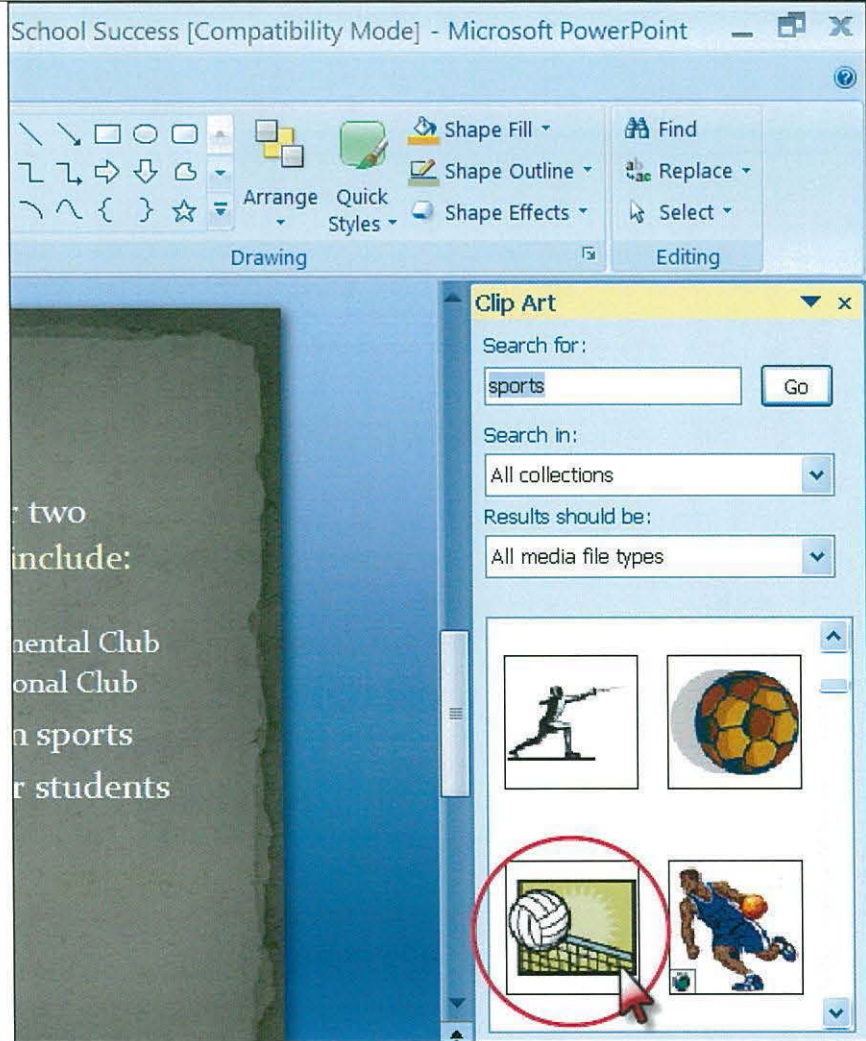 School Success [Compatibility Mode] - Microsoft PowerPoint
Shape Fill
Find
Shape Outline
Replace
Arrange
Quick Styles
Shape Effects
Select
Drawing
Editing
Clip Art
Search for:
sports
Go
Search in:
All collections
Results should be:
All media file types
r two
include:
mental Club
onal Club
n sports
r students